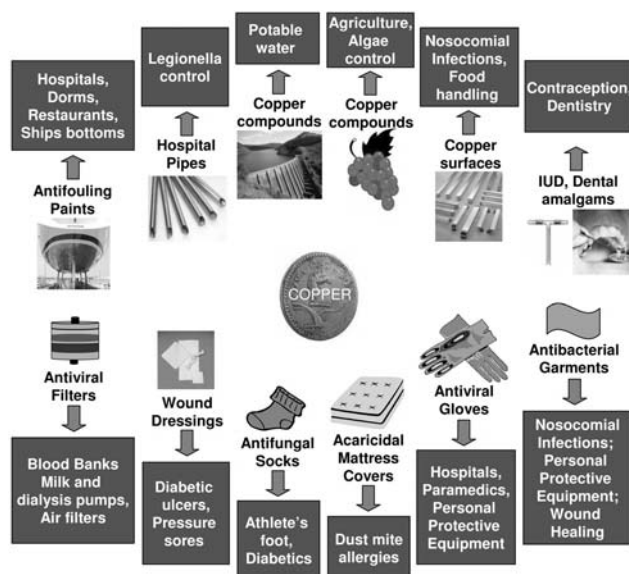 Hospitals,
Dorms,
Restaurants,
Ships bottoms
Legionella
control
Potable
water
Agriculture,
Algae
control
Nosocomial
Infections,
Food
handling
Contraception,
Dentistry
Antifouling
Paints
Hospital
Pipes
Copper
compounds
Copper
compounds
Copper
surfaces
IUD, Dental
amalgams
COPPER
Antiviral
Filters
Wound
Dressings
Antifungal
Socks
Acaricidal
Mattress
Covers
Antiviral
Gloves
Antibacterial
Garments
Blood Banks
Milk and
dialysis pumps,
Air filters
Diabetic
ulcers,
Pressure
sores
Athlete's
foot,
Diabetics
Dust mite
allergies
Hospitals,
Paramedics,
Personal
Protective
Equipment
Nosocomial
Infections;
Personal
Protective
Equipment;
Wound
Healing